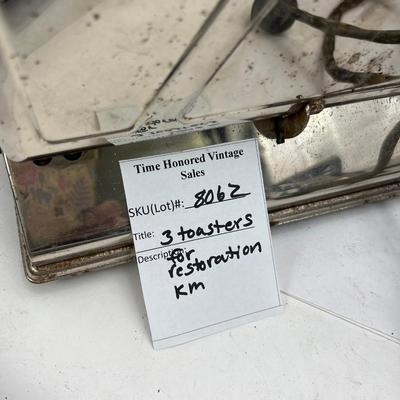 Time Honored Vintage
Sales
SKU(Lot)#: 8062
Title: 3 toasters
Description: for
restoration
KM